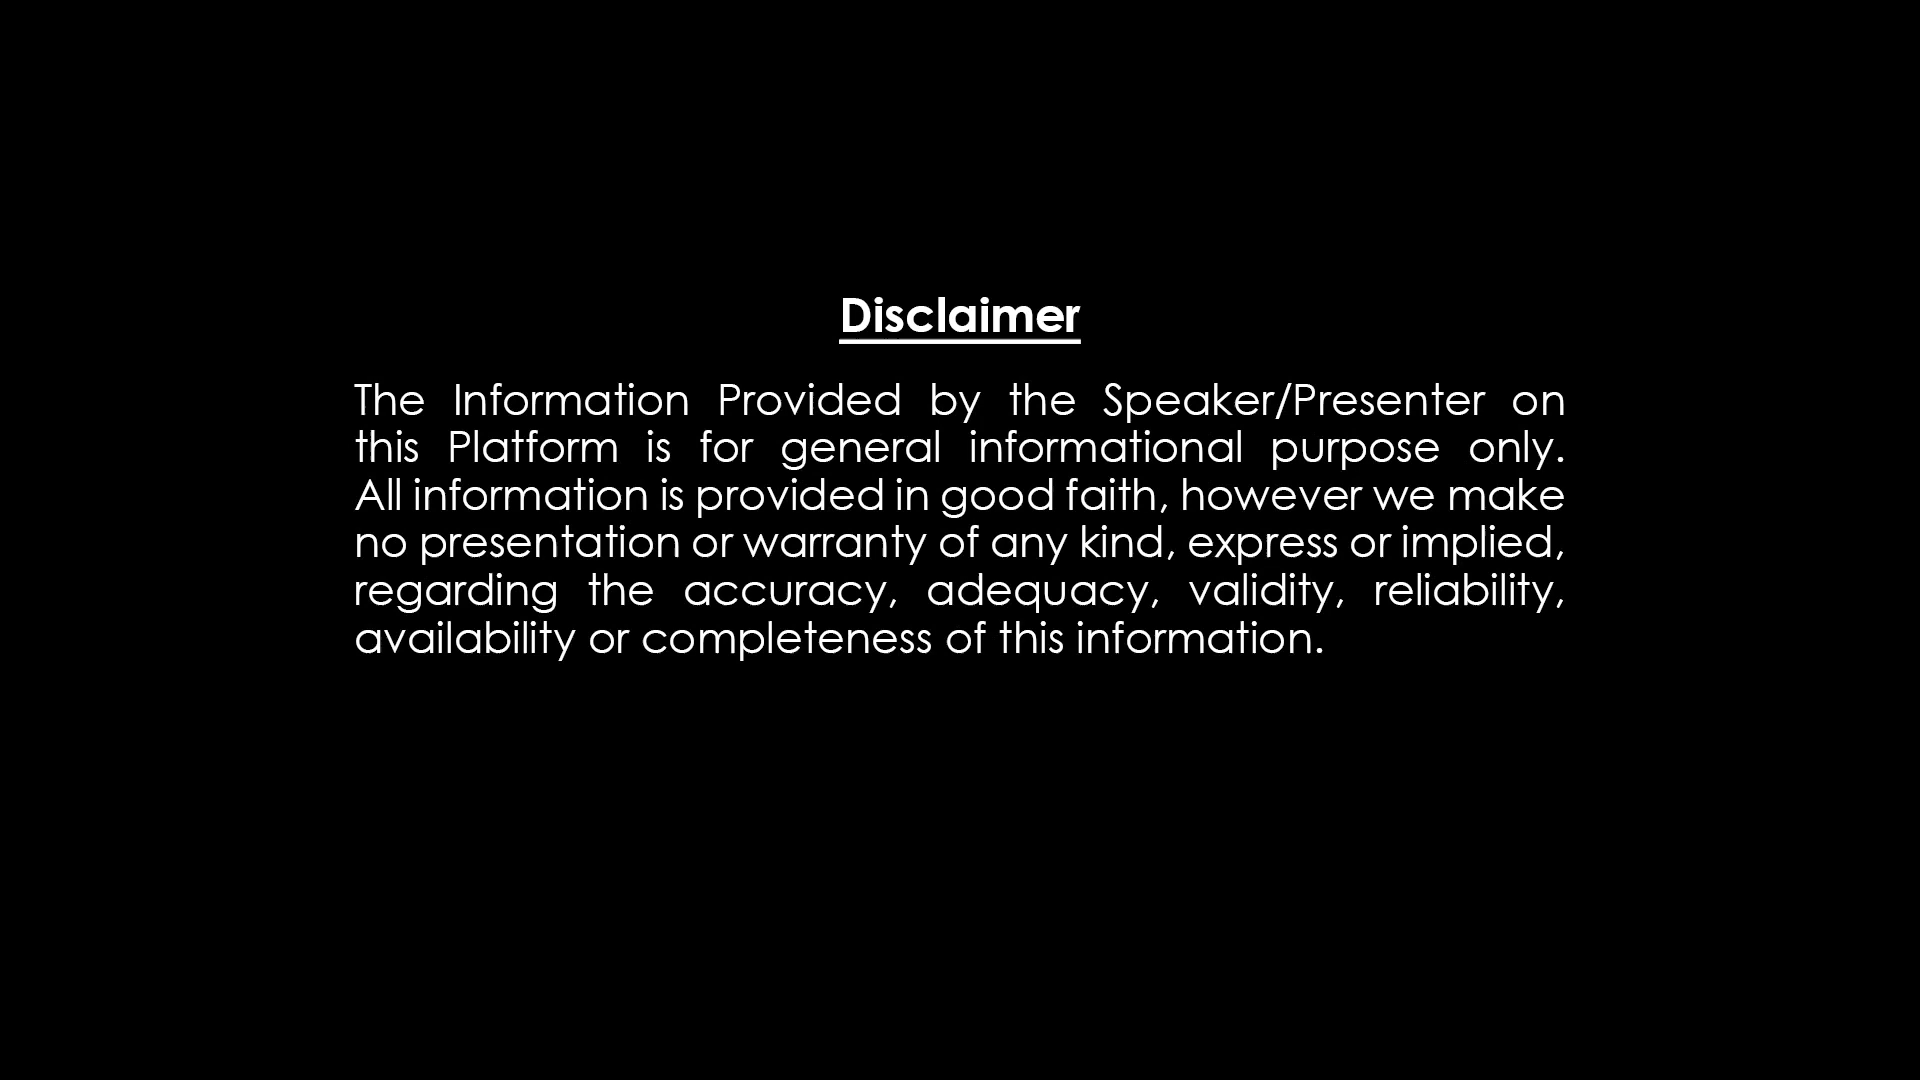 Disclaimer
The Information Provided by the Speaker/Presenter on
this Platform is for general informational purpose only.
All information is provided in good faith, however we make
no presentation or warranty of any kind, express or implied,
regarding the accuracy, adequacy, validity, reliability,
availability or completeness of this information.